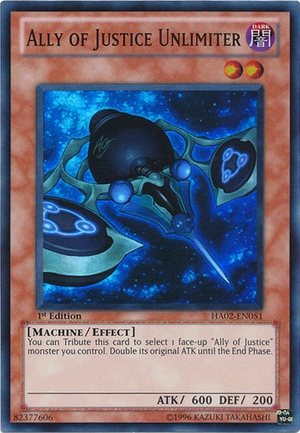 ALLY OF JUSTICE UNLIMITER
DARK
闇
1st Edition
HA02-EN051
[MACHINE / EFFECT]
You can Tribute this card to select 1 face-up "Ally of Justice"
monster you control. Double its original ATK until the End Phase.
ATK/ 600 DEF/ 200
82377606
©1996 KAZUKI TAKAHASHI